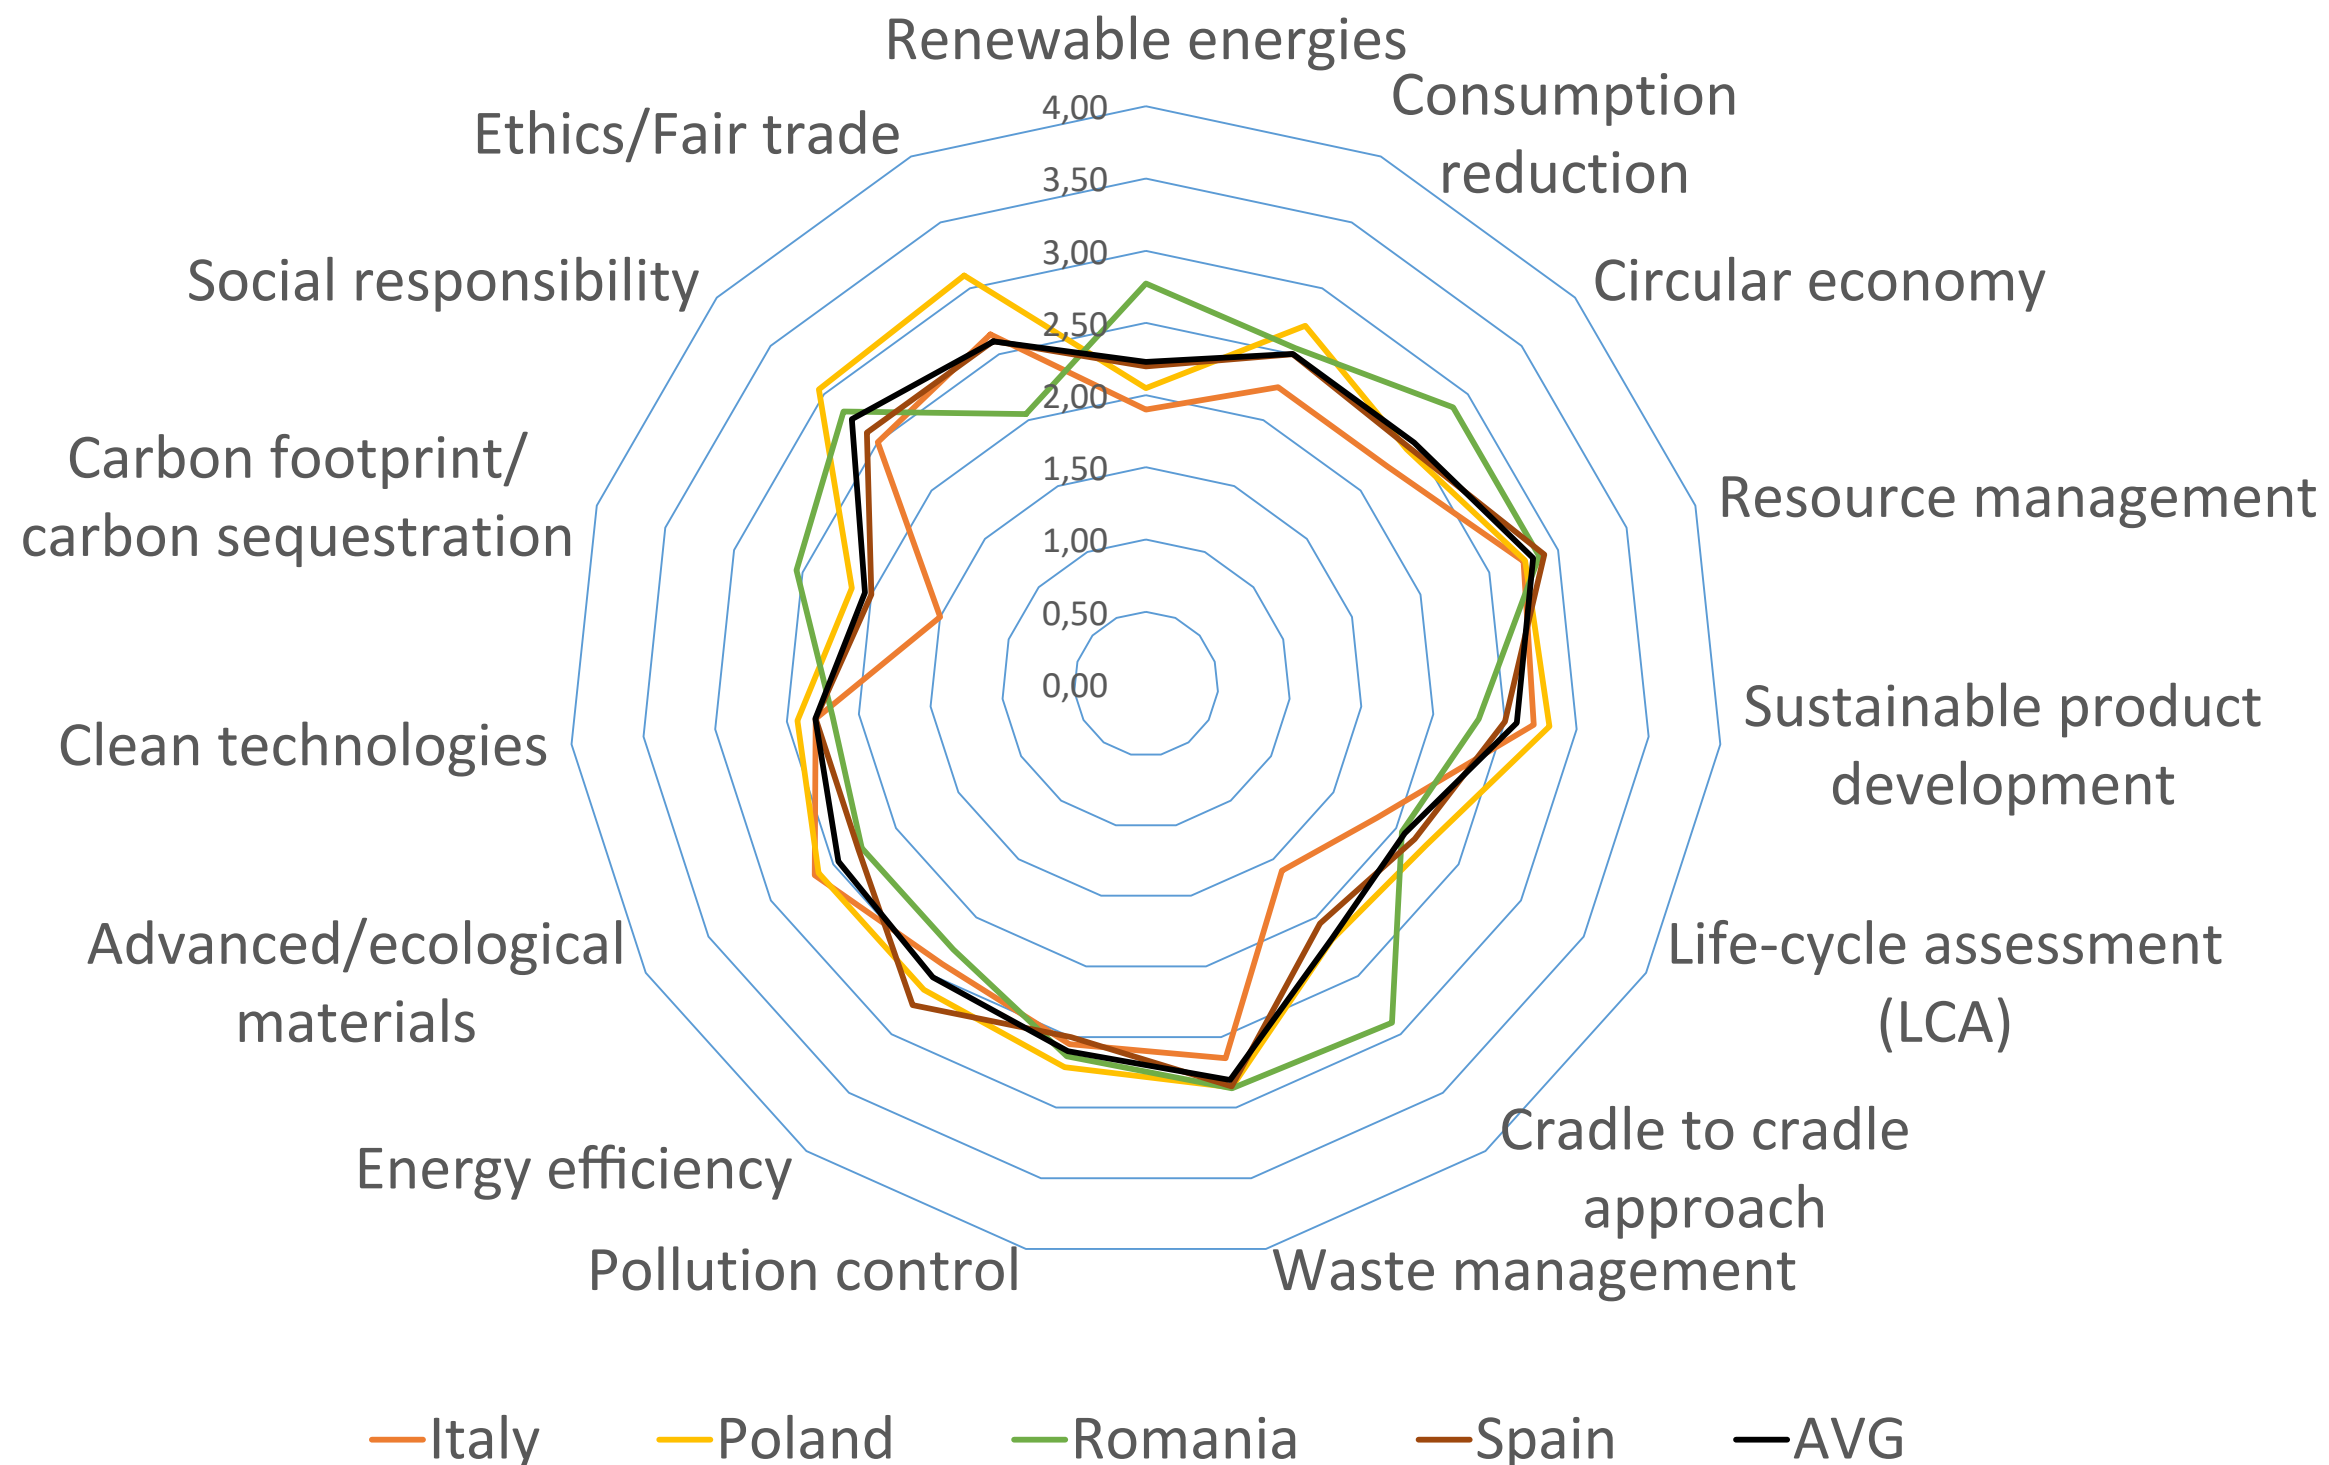 Renewable energies
Consumption
reduction
Circular economy
Resource management
Sustainable product
development
Life-cycle assessment
(LCA)
Cradle to cradle
approach
Waste management
Pollution control
Energy efficiency
Advanced/ecological
materials
Clean technologies
Carbon footprint/
carbon sequestration
Social responsibility
Ethics/Fair trade
4,00
3,50
3,00
2,50
2,00
1,50
1,00
0,50
0,00
Italy
Poland
Romania
Spain
AVG